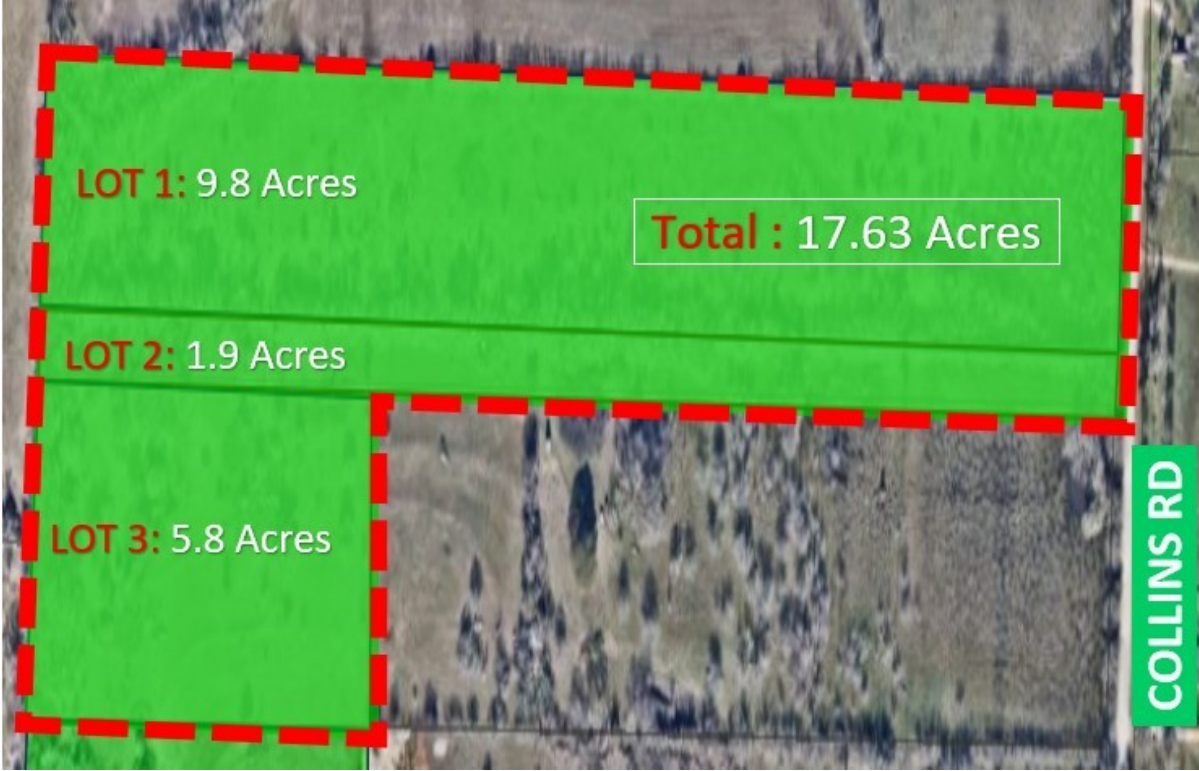 LOT 1: 9.8 Acres
Total : 17.63 Acres
LOT 2: 1.9 Acres
LOT 3: 5.8 Acres
COLLINS RD